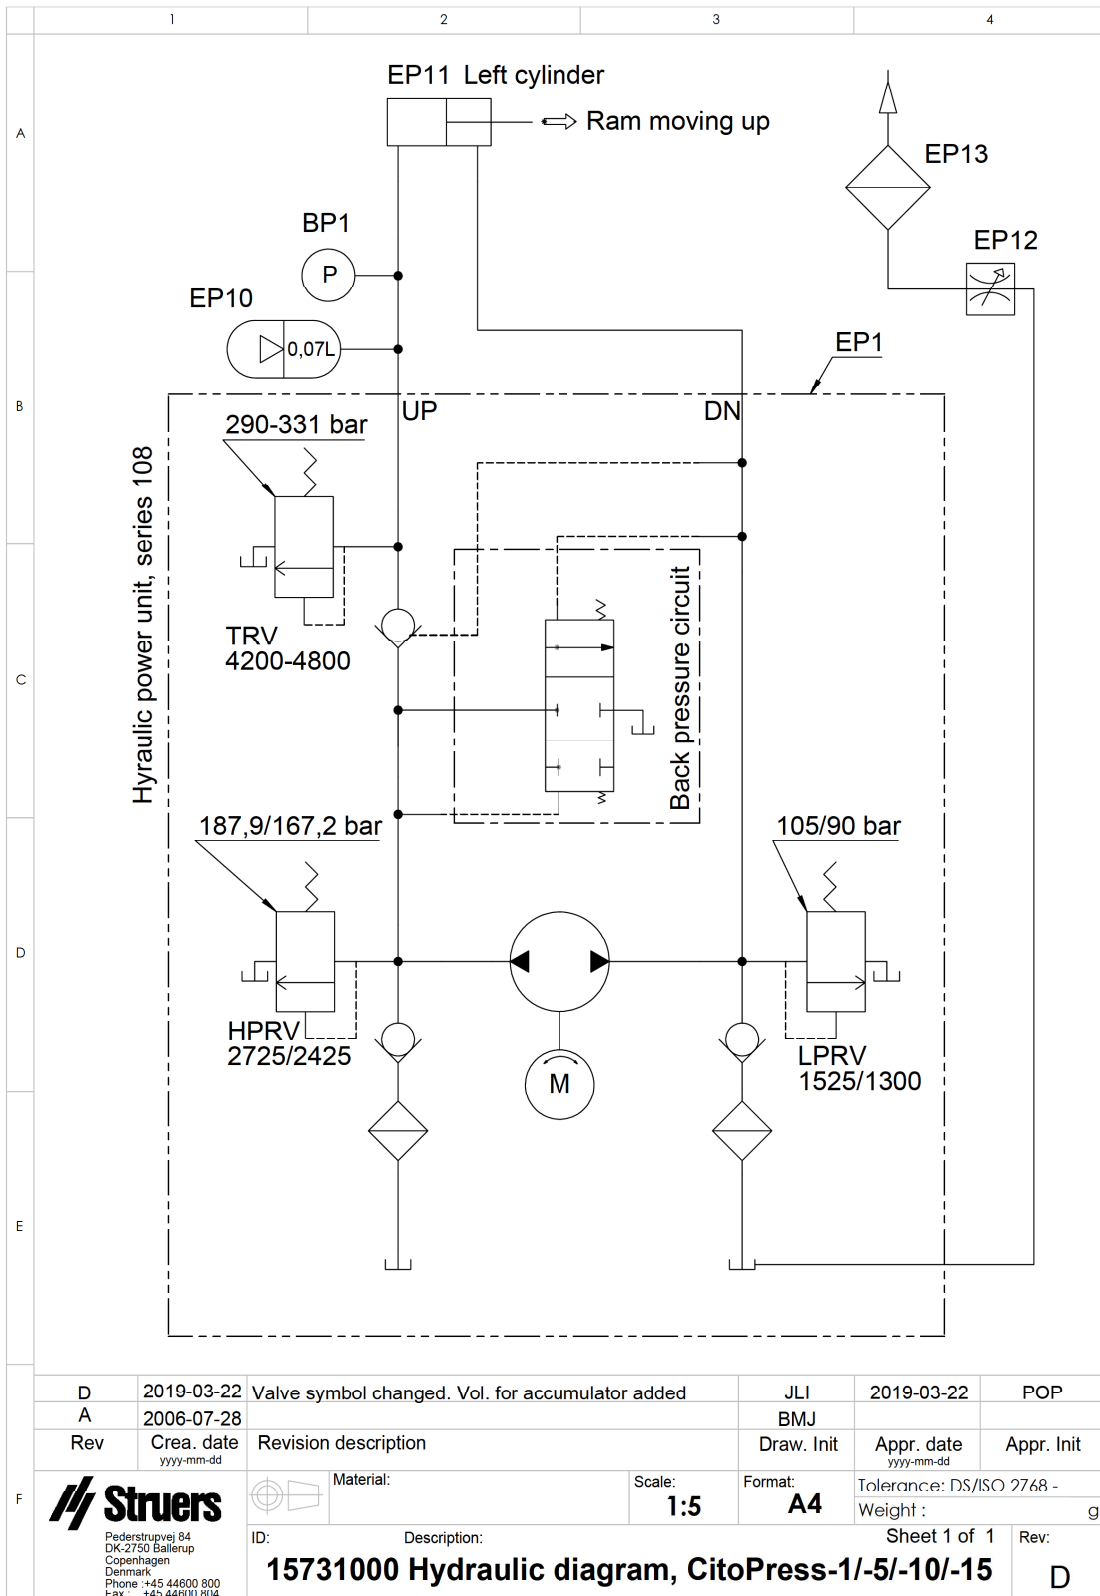 1 2 3 4
EP11 Left cylinder
A
Ram moving up
EP13
BP1
P
EP12
EP10
0,07L
EP1
B
UP
DN
290-331 bar
Hyraulic power unit, series 108
Back pressure circuit
TRV
4200-4800
C
187,9/167,2 bar
105/90 bar
D
HPRV
2725/2425
LPRV
1525/1300
M
E
D 2019-03-22 Valve symbol changed. Vol. for accumulator added JLI 2019-03-22 POP
A 2006-07-28 BMJ
Rev Crea. date Revision description Draw. Init Appr. date Appr. Init
yyyy-mm-dd yyyy-mm-dd
F
Struers
Pederstrupvej 84
DK-2750 Ballerup
Copenhagen
Denmark
Phone :+45 44600 800
Fax : +45 44600 804
Material:
Scale:
1:5
Format:
A4
Tolerance: DS/ISO 2768 -
Weight : g
ID: Description: Sheet 1 of 1 Rev:
15731000 Hydraulic diagram, CitoPress-1/-5/-10/-15 D